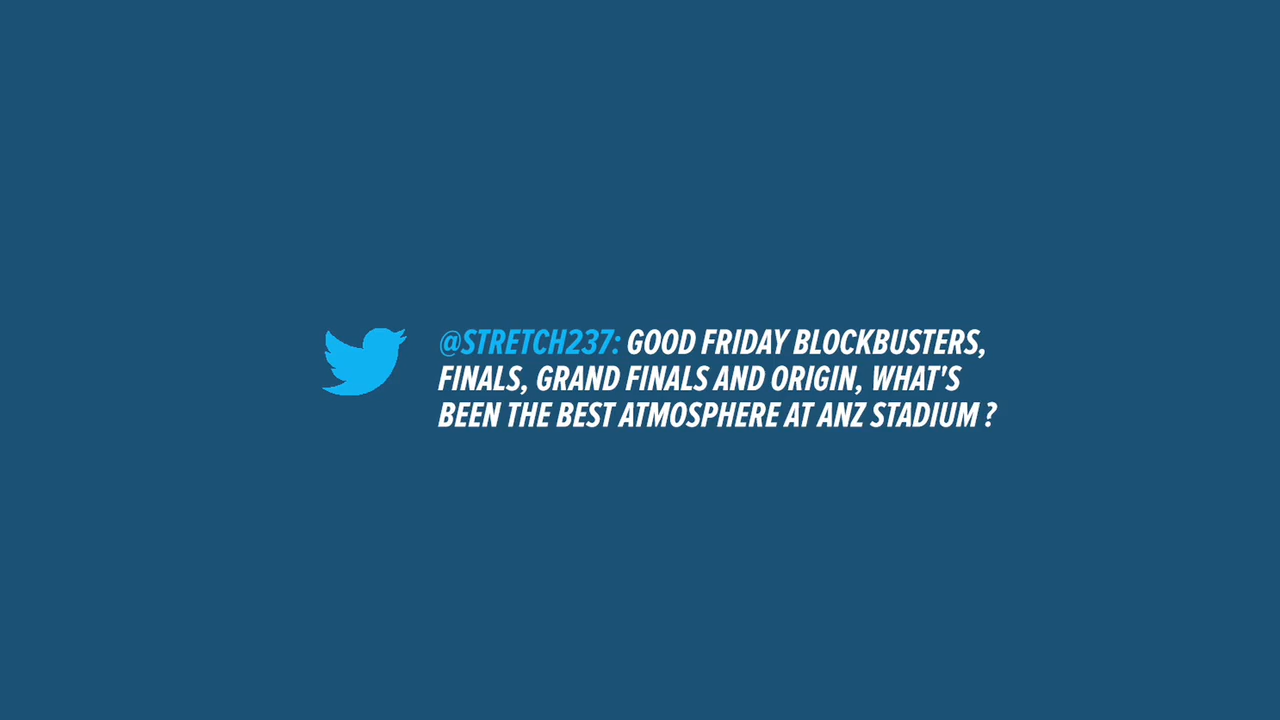 @STRETCH237: GOOD FRIDAY BLOCKBUSTERS,
FINALS, GRAND FINALS AND ORIGIN, WHAT'S
BEEN THE BEST ATMOSPHERE AT ANZ STADIUM ?